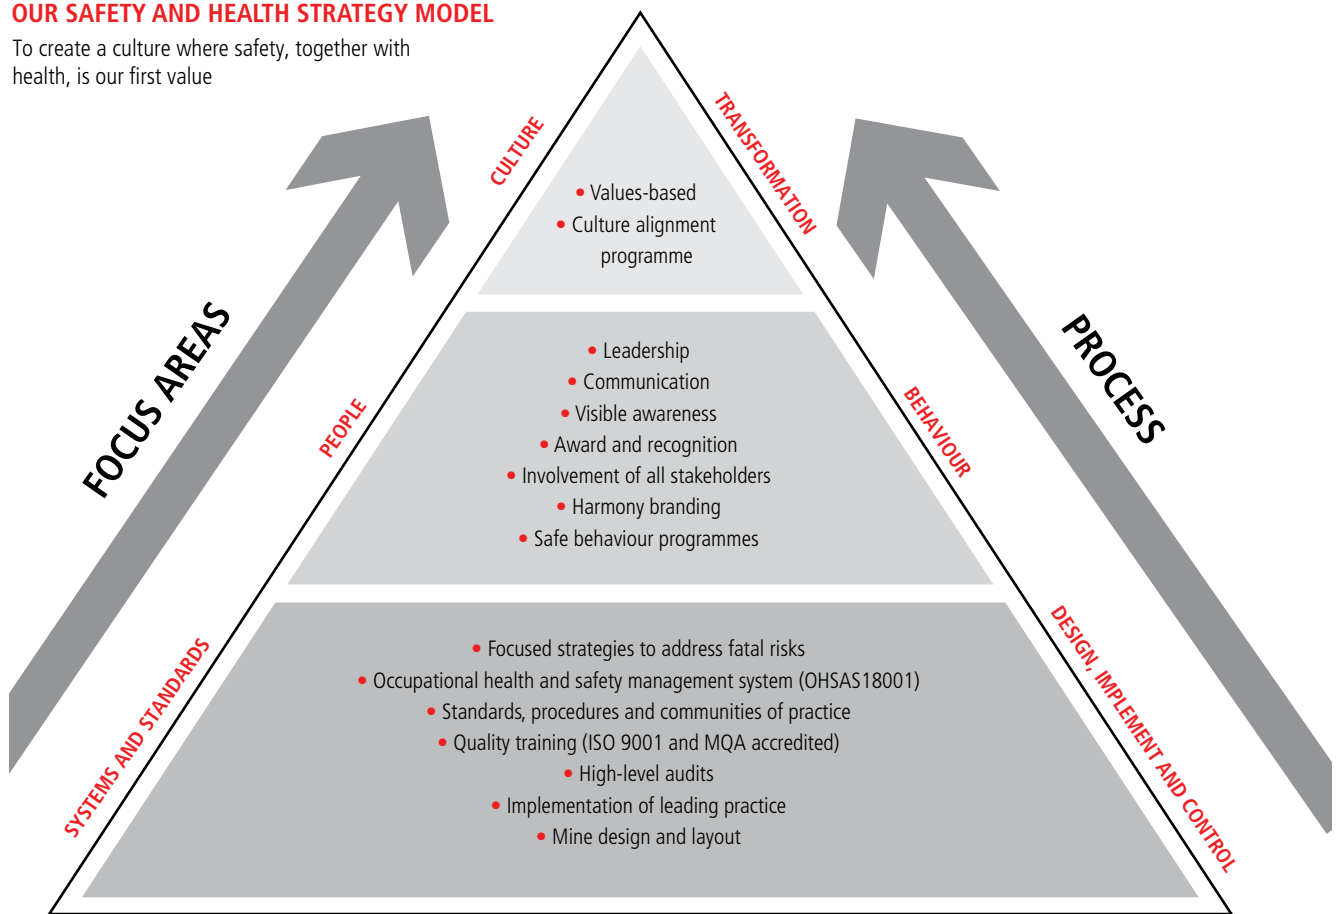 OUR SAFETY AND HEALTH STRATEGY MODEL
To create a culture where safety, together with
health, is our first value
FOCUS AREAS
PROCESS
CULTURE
TRANSFORMATION
• Values-based
• Culture alignment
programme
PEOPLE
BEHAVIOUR
• Leadership
• Communication
• Visible awareness
• Award and recognition
• Involvement of all stakeholders
• Harmony branding
• Safe behaviour programmes
SYSTEMS AND STANDARDS
DESIGN, IMPLEMENT AND CONTROL
• Focused strategies to address fatal risks
• Occupational health and safety management system (OHSAS18001)
• Standards, procedures and communities of practice
• Quality training (ISO 9001 and MQA accredited)
• High-level audits
• Implementation of leading practice
• Mine design and layout